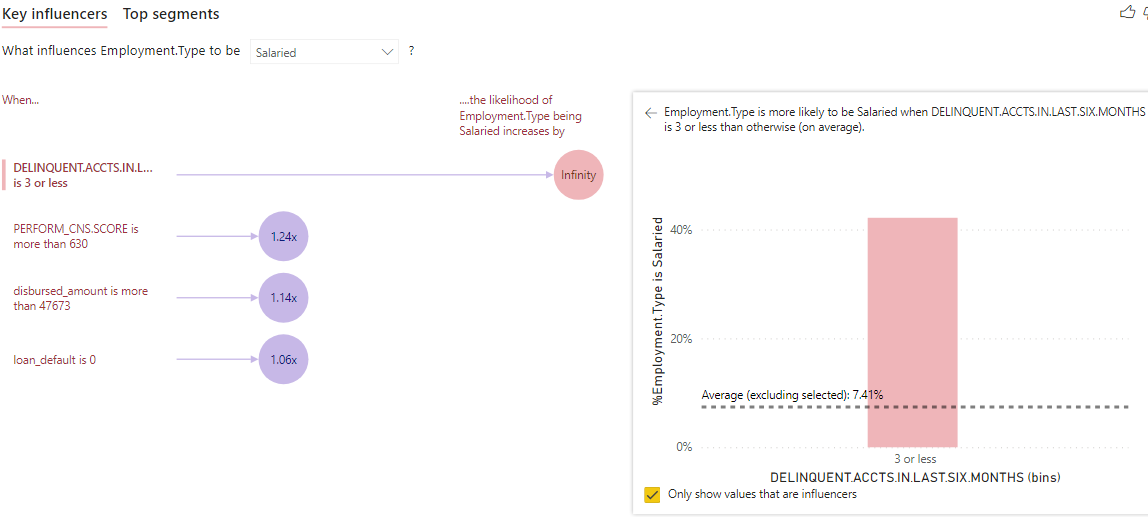 Key influencers Top segments
What influences Employment.Type to be Salaried ?
When...
....the likelihood of
Employment.Type being
Salaried increases by
DELINQUENT.ACCTS.IN.L...
is 3 or less
Infinity
PERFORM_CNS.SCORE is
more than 630
1.24x
disbursed_amount is more
than 47673
1.14x
loan_default is 0
1.06x
Employment.Type is more likely to be Salaried when DELINQUENT.ACCTS.IN.LAST.SIX.MONTHS
is 3 or less than otherwise (on average).
%Employment.Type is Salaried
40%
20%
Average (excluding selected): 7.41%
0%
3 or less
DELINQUENT.ACCTS.IN.LAST.SIX.MONTHS (bins)
Only show values that are influencers